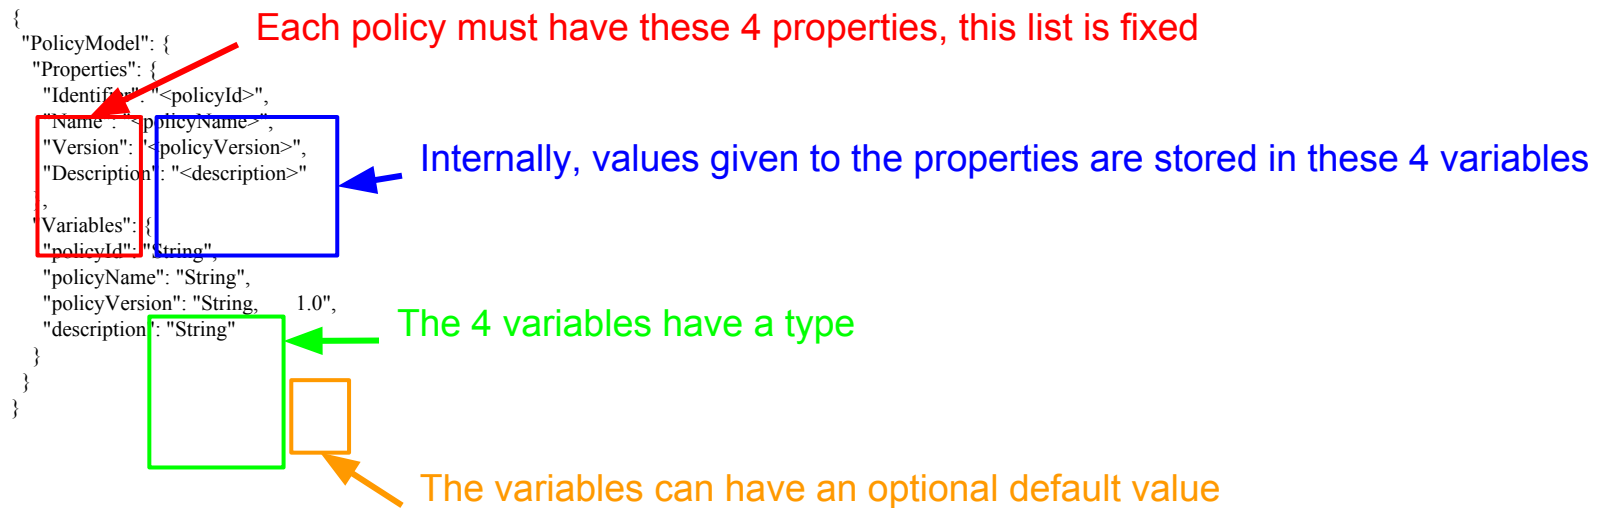 {
"PolicyModel": {
"Properties": {
"Identifier": "<policyId>",
"Name": "<policyName>",
"Version": "<policyVersion>",
"Description": "<description>"
},
"Variables": {
"policyId": "String",
"policyName": "String",
"policyVersion": "String, 1.0",
"description": "String"
}
}
}
Each policy must have these 4 properties, this list is fixed
Internally, values given to the properties are stored in these 4 variables
The 4 variables have a type
The variables can have an optional default value